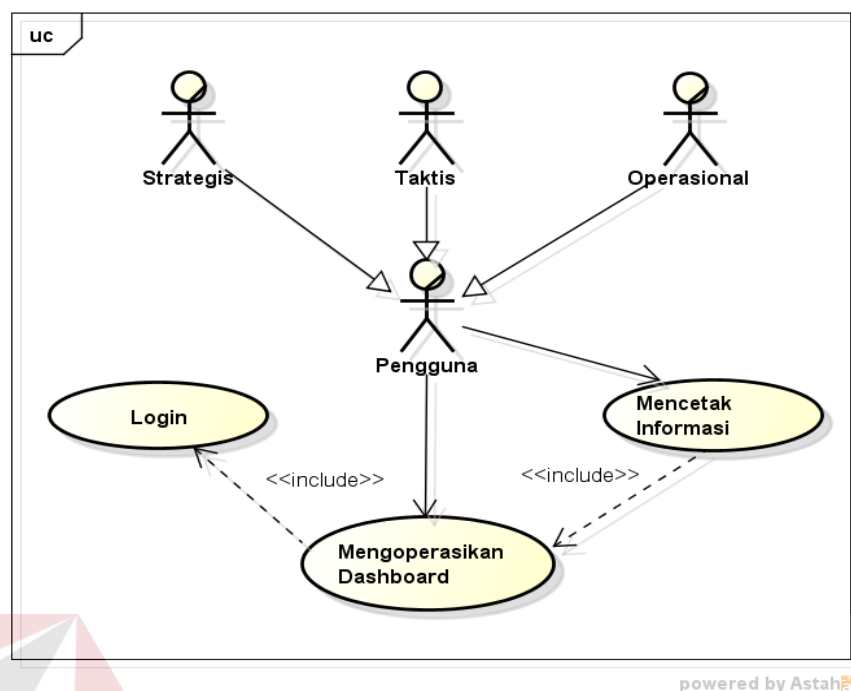 uc
Strategis
Taktis
Operasional
Pengguna
Login
Mencetak
Informasi
<<include>>
<<include>>
Mengoperasikan
Dashboard
powered by Astah